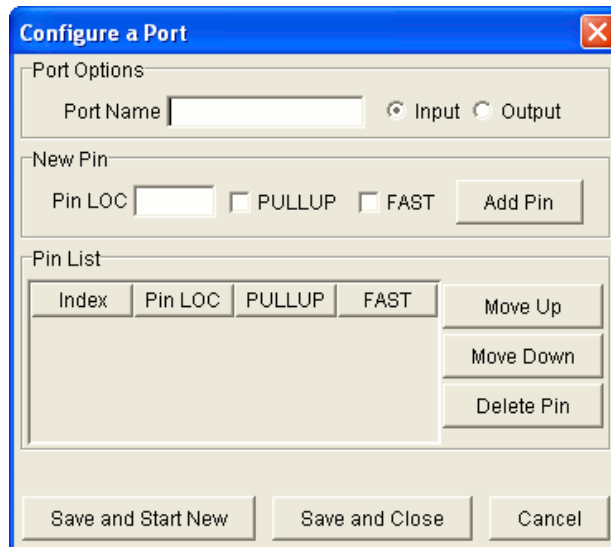 Configure a Port
Port Options
Port Name Input Output
New Pin
Pin LOC PULLUP FAST Add Pin
Pin List
Index Pin LOC PULLUP FAST
Move Up
Move Down
Delete Pin
Save and Start New Save and Close Cancel